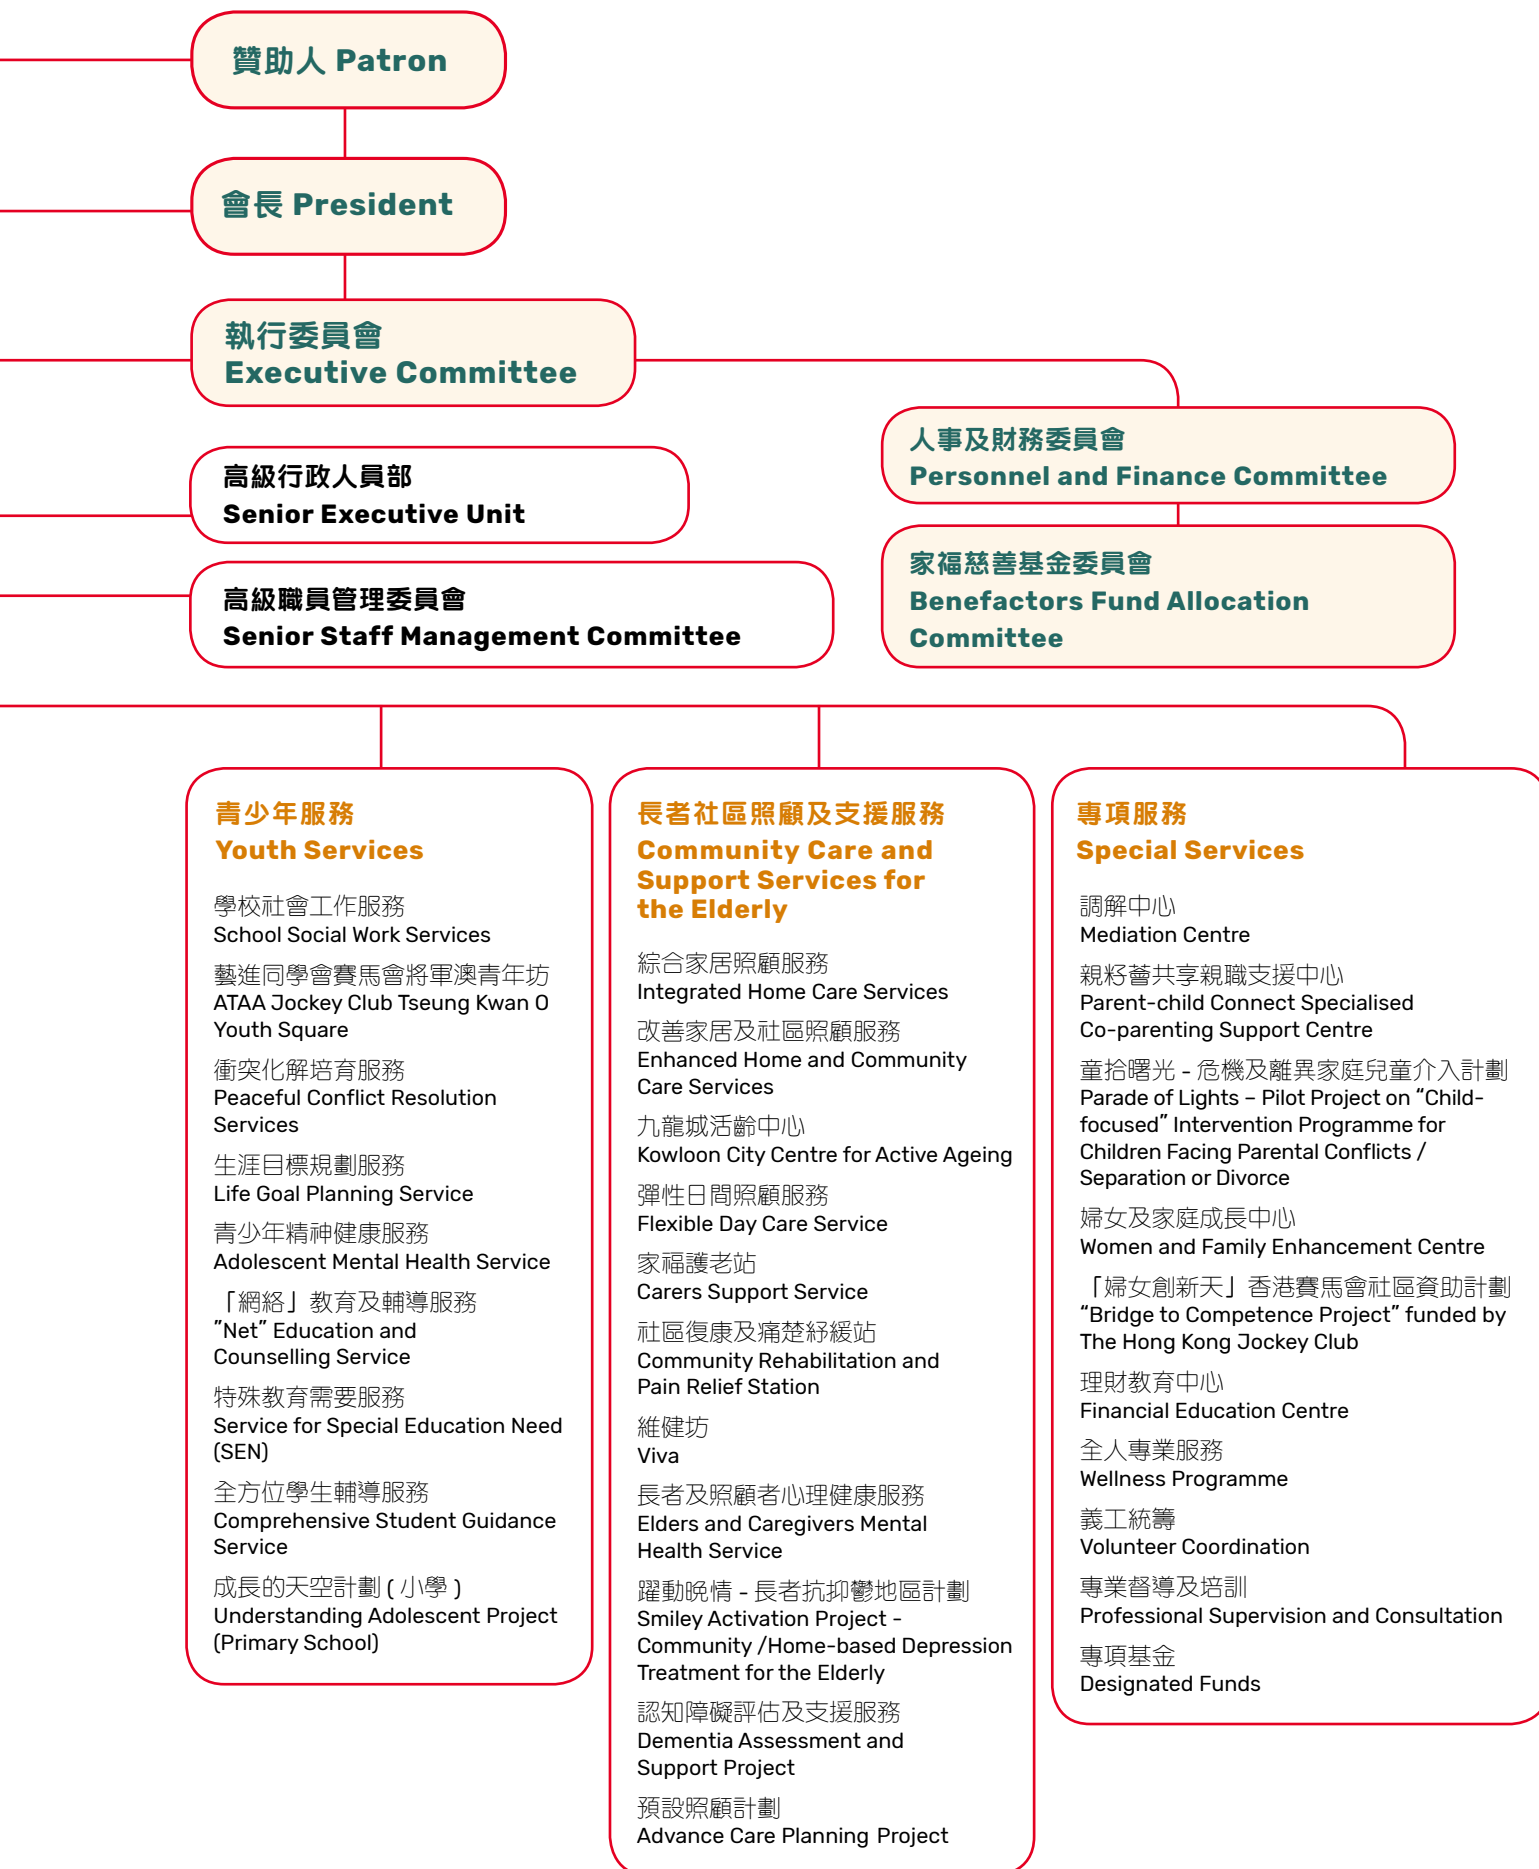 贊助人 Patron
會長 President
執行委員會
Executive Committee
高級行政人員部
Senior Executive Unit
高級職員管理委員會
Senior Staff Management Committee
人事及財務委員會
Personnel and Finance Committee
家福慈善基金委員會
Benefactors Fund Allocation
Committee
青少年服務
Youth Services
學校社會工作服務
School Social Work Services
藝進同學會賽馬會將軍澳青年坊
ATAA Jockey Club Tseung Kwan O
Youth Square
衝突化解培育服務
Peaceful Conflict Resolution
Services
生涯目標規劃服務
Life Goal Planning Service
青少年精神健康服務
Adolescent Mental Health Service
「網絡」教育及輔導服務
"Net" Education and
Counselling Service
特殊教育需要服務
Service for Special Education Need
(SEN)
全方位學生輔導服務
Comprehensive Student Guidance
Service
成長的天空計劃 ( 小學 )
Understanding Adolescent Project
(Primary School)
長者社區照顧及支援服務
Community Care and
Support Services for
the Elderly
綜合家居照顧服務
Integrated Home Care Services
改善家居及社區照顧服務
Enhanced Home and Community
Care Services
九龍城活齡中心
Kowloon City Centre for Active Ageing
彈性日間照顧服務
Flexible Day Care Service
家福護老站
Carers Support Service
社區復康及痛楚紓緩站
Community Rehabilitation and
Pain Relief Station
維健坊
Viva
長者及照顧者心理健康服務
Elders and Caregivers Mental
Health Service
躍動晚情 - 長者抗抑鬱地區計劃
Smiley Activation Project -
Community /Home-based Depression
Treatment for the Elderly
認知障礙評估及支援服務
Dementia Assessment and
Support Project
預設照顧計劃
Advance Care Planning Project
專項服務
Special Services
調解中心
Mediation Centre
親籽薈共享親職支援中心
Parent-child Connect Specialised
Co-parenting Support Centre
童拾曙光 - 危機及離異家庭兒童介入計劃
Parade of Lights – Pilot Project on “Child-
focused” Intervention Programme for
Children Facing Parental Conflicts /
Separation or Divorce
婦女及家庭成長中心
Women and Family Enhancement Centre
「婦女創新天」香港賽馬會社區資助計劃
“Bridge to Competence Project” funded by
The Hong Kong Jockey Club
理財教育中心
Financial Education Centre
全人專業服務
Wellness Programme
義工統籌
Volunteer Coordination
專業督導及培訓
Professional Supervision and Consultation
專項基金
Designated Funds